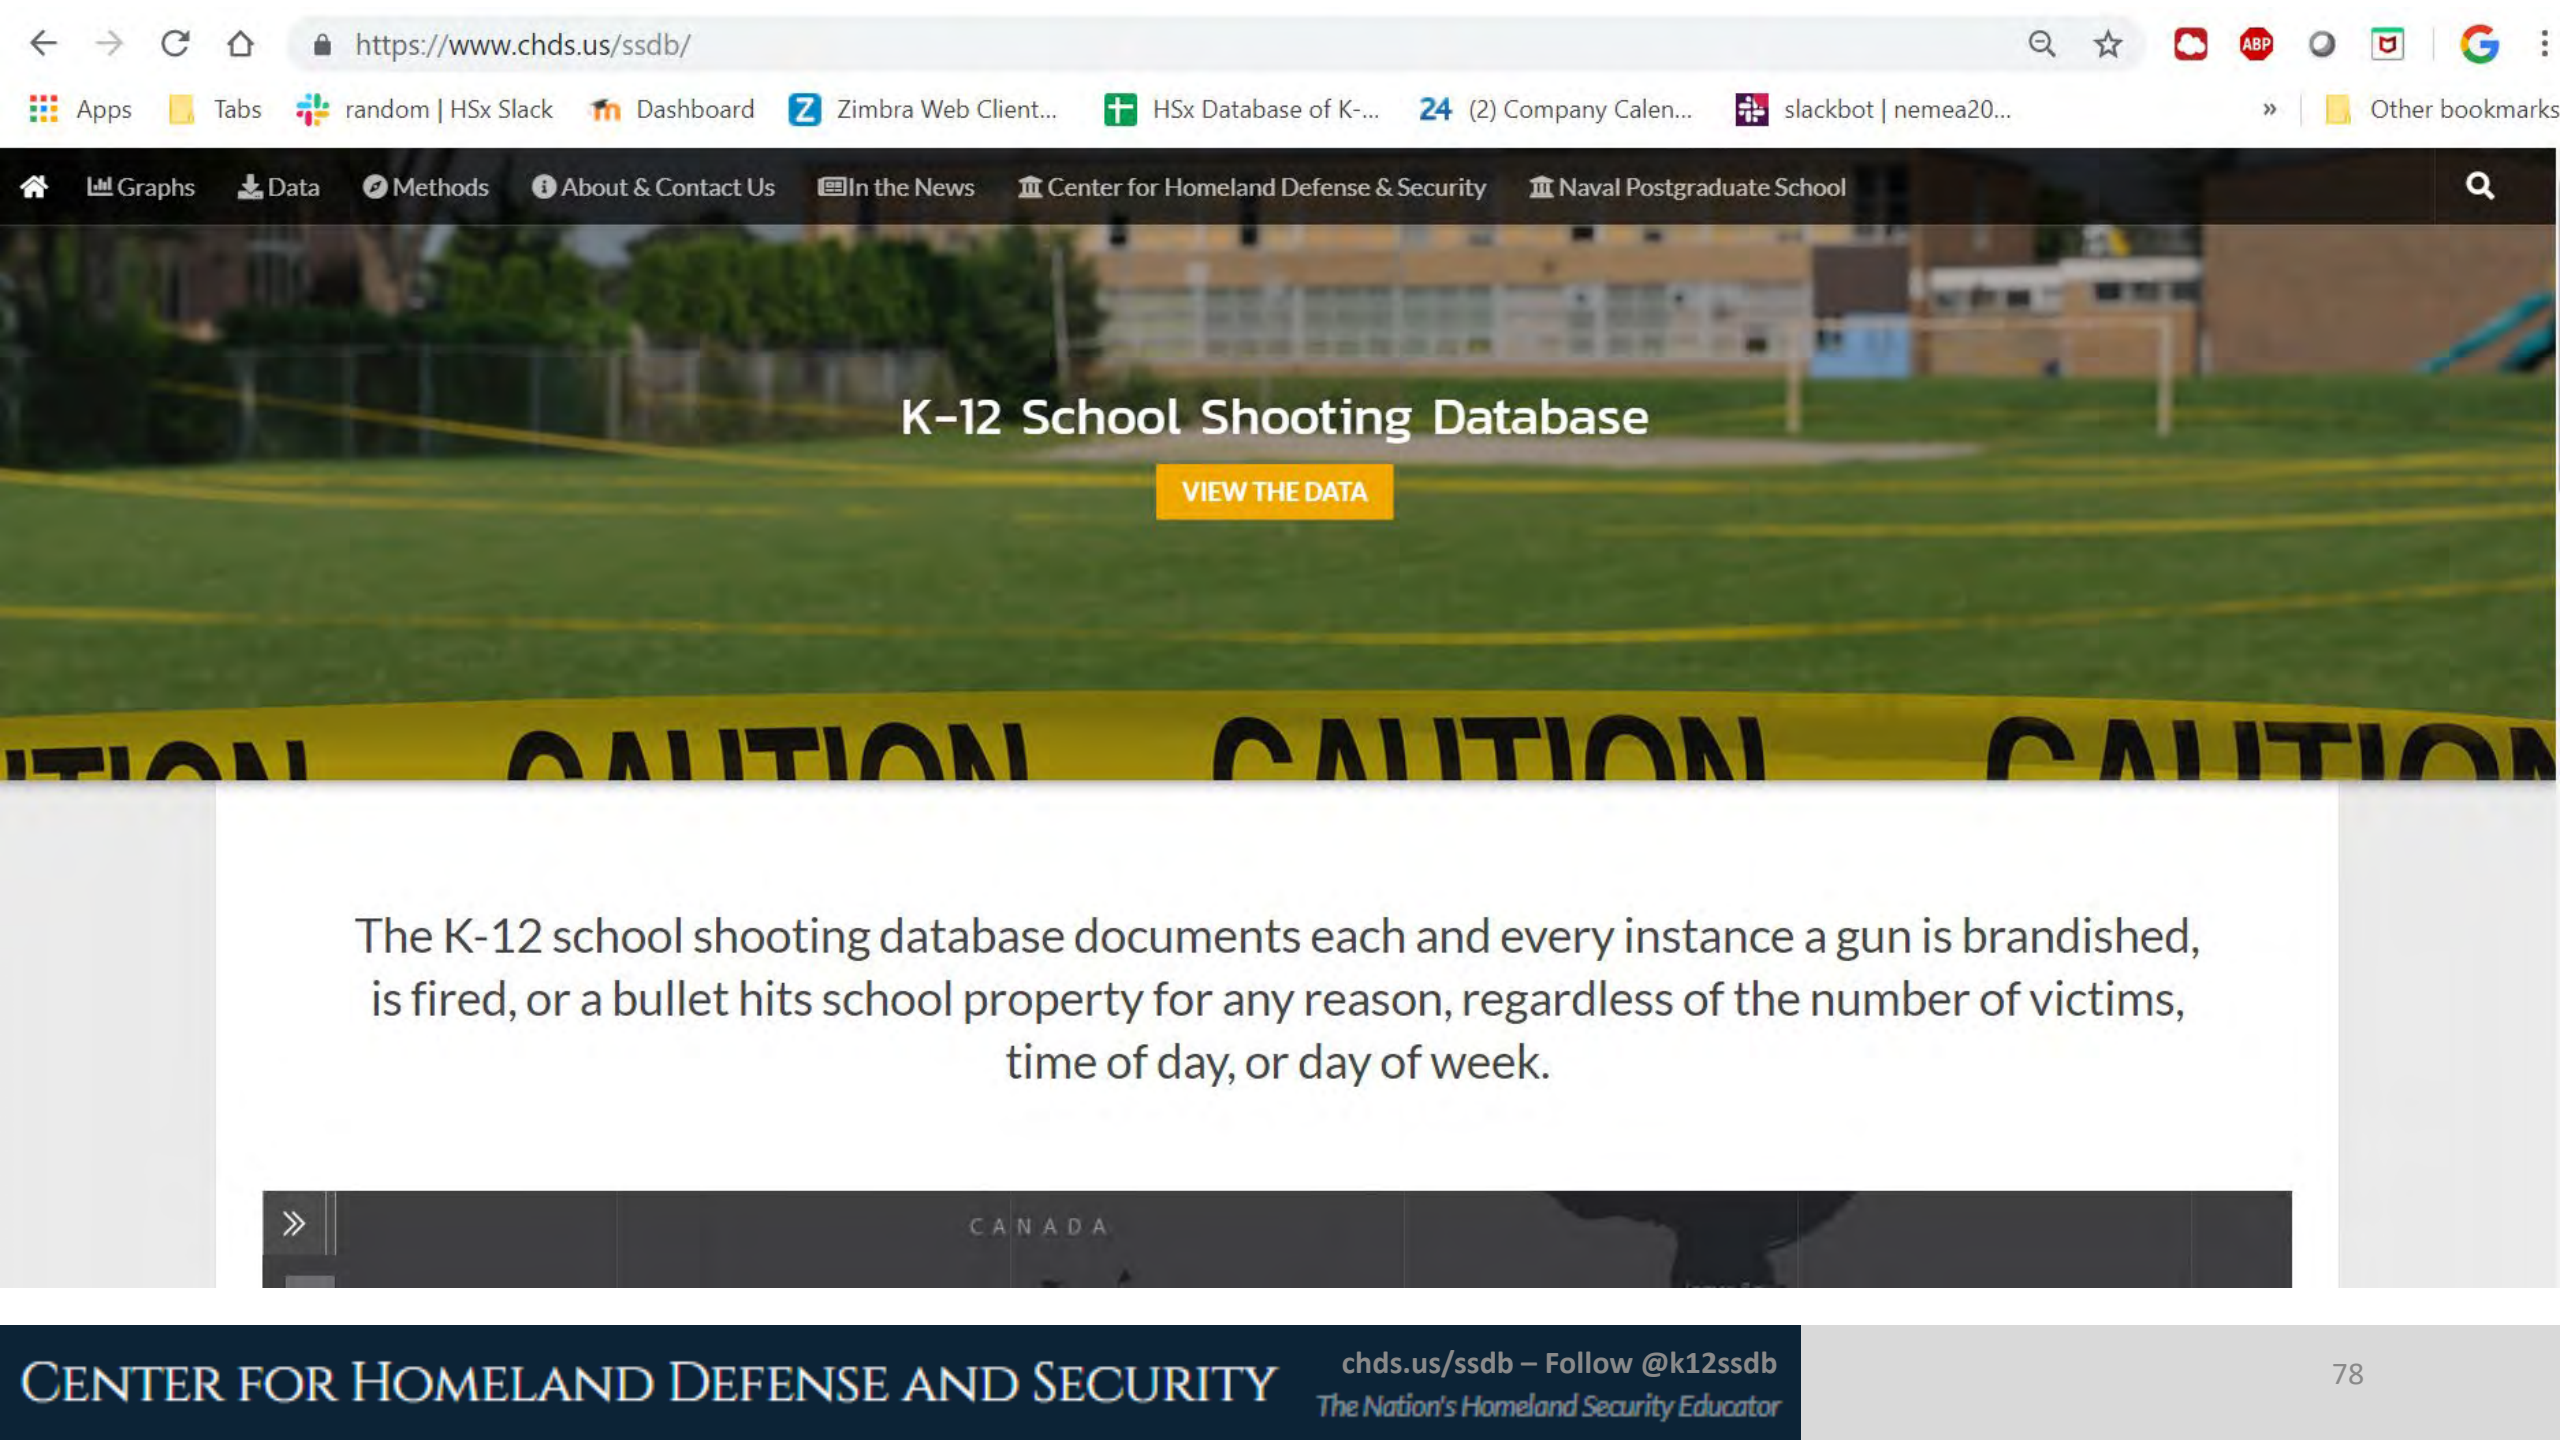 https://www.chds.us/ssdb/
ABP
Apps Tabs random | HSx Slack Dashboard Z Zimbra Web Client... HSx Database of K-... 24 (2) Company Calen... slackbot | nemea20... » Other bookmarks
Graphs Data Methods About & Contact Us In the News Center for Homeland Defense & Security Naval Postgraduate School
K-12 School Shooting Database
VIEW THE DATA
UTION CAUTION CAUTION CAUTION
The K-12 school shooting database documents each and every instance a gun is brandished,
is fired, or a bullet hits school property for any reason, regardless of the number of victims,
time of day, or day of week.
CANADA
CENTER FOR HOMELAND DEFENSE AND SECURITY
chds.us/ssdb – Follow @k12ssdb
The Nation's Homeland Security Educator
78